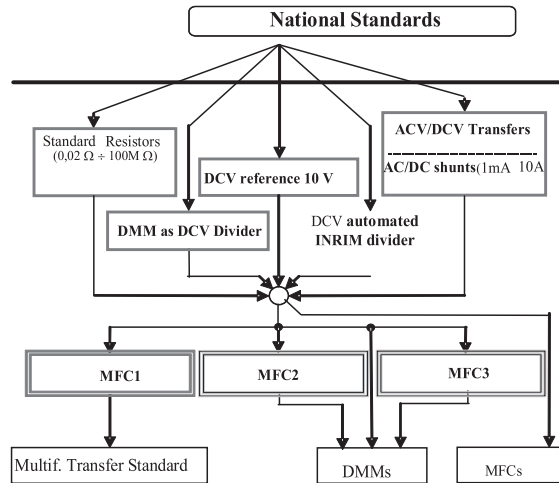 National Standards
Standard Resistors
(0,02 Ω ÷ 100M Ω)
DCV reference 10 V
ACV/DCV Transfers
AC/DC shunts(1mA 10A
DMM as DCV Divider
DCV automated
INRIM divider
MFC1
MFC2
MFC3
Multif. Transfer Standard
DMMs
MFCs